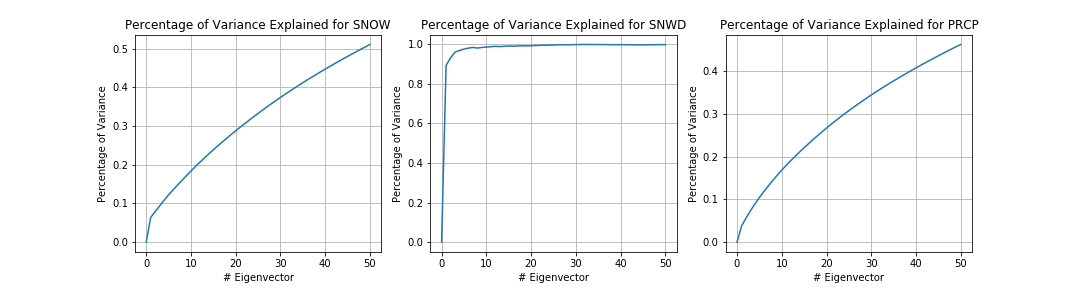 Percentage of Variance Explained for SNOW
Percentage of Variance
0.5
0.4
0.3
0.2
0.1
0.0
0 10 20 30 40 50
# Eigenvector
Percentage of Variance Explained for SNWD
Percentage of Variance
1.0
0.8
0.6
0.4
0.2
0.0
0 10 20 30 40 50
# Eigenvector
Percentage of Variance Explained for PRCP
Percentage of Variance
0.4
0.3
0.2
0.1
0.0
0 10 20 30 40 50
# Eigenvector